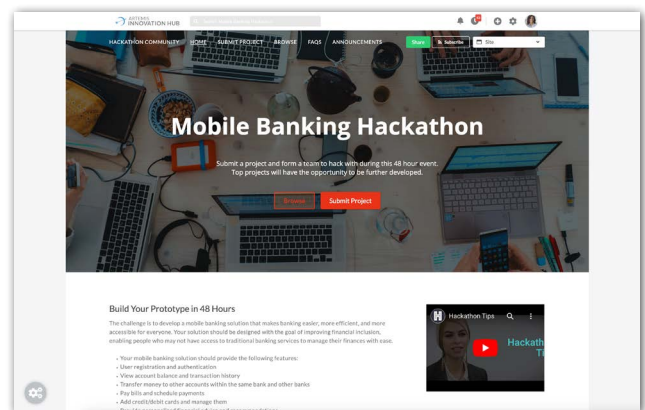 ASTERES
INNOVATION HUB
HACKATHON COMMUNITY HOME SUBMIT PROJECT BROWSE FAQS ANNOUNCEMENTS Share Subscribe Site
Mobile Banking Hackathon
Submit a project and form a team to hack with during this 48 hour event.
Top projects will have the opportunity to be further developed.
Browse Submit Project
Build Your Prototype in 48 Hours
The challenge is to develop a mobile banking solution that makes banking easier, more efficient, and more
accessible for everyone. Your solution should be designed with the goal of improving financial inclusion,
enabling people who may not have access to traditional banking services to manage their finances with ease.
• Your mobile banking solution should provide the following features:
• User registration and authentication
• View account balance and transaction history
• Transfer money to other accounts within the same bank and other banks
• Pay bills and schedule payments
• Add credit/debit cards and manage them
H Hackathon Tips
Hackath
Ti